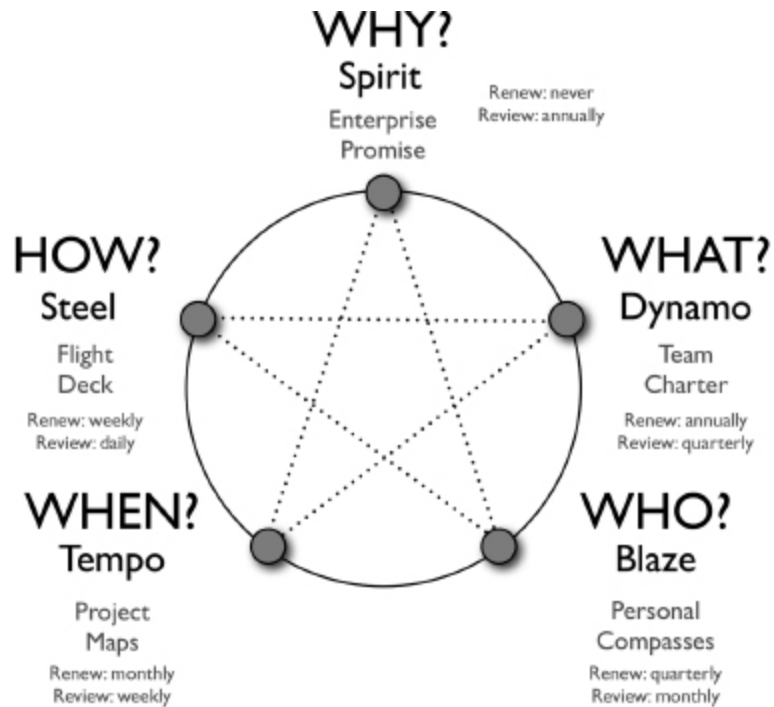 WHY?
Spirit
Enterprise
Promise
Renew: never
Review: annually
HOW?
Steel
Flight
Deck
Renew: weekly
Review: daily
WHAT?
Dynamo
Team
Charter
Renew: annually
Review: quarterly
WHEN?
Tempo
Project
Maps
Renew: monthly
Review: weekly
WHO?
Blaze
Personal
Compasses
Renew: quarterly
Review: monthly